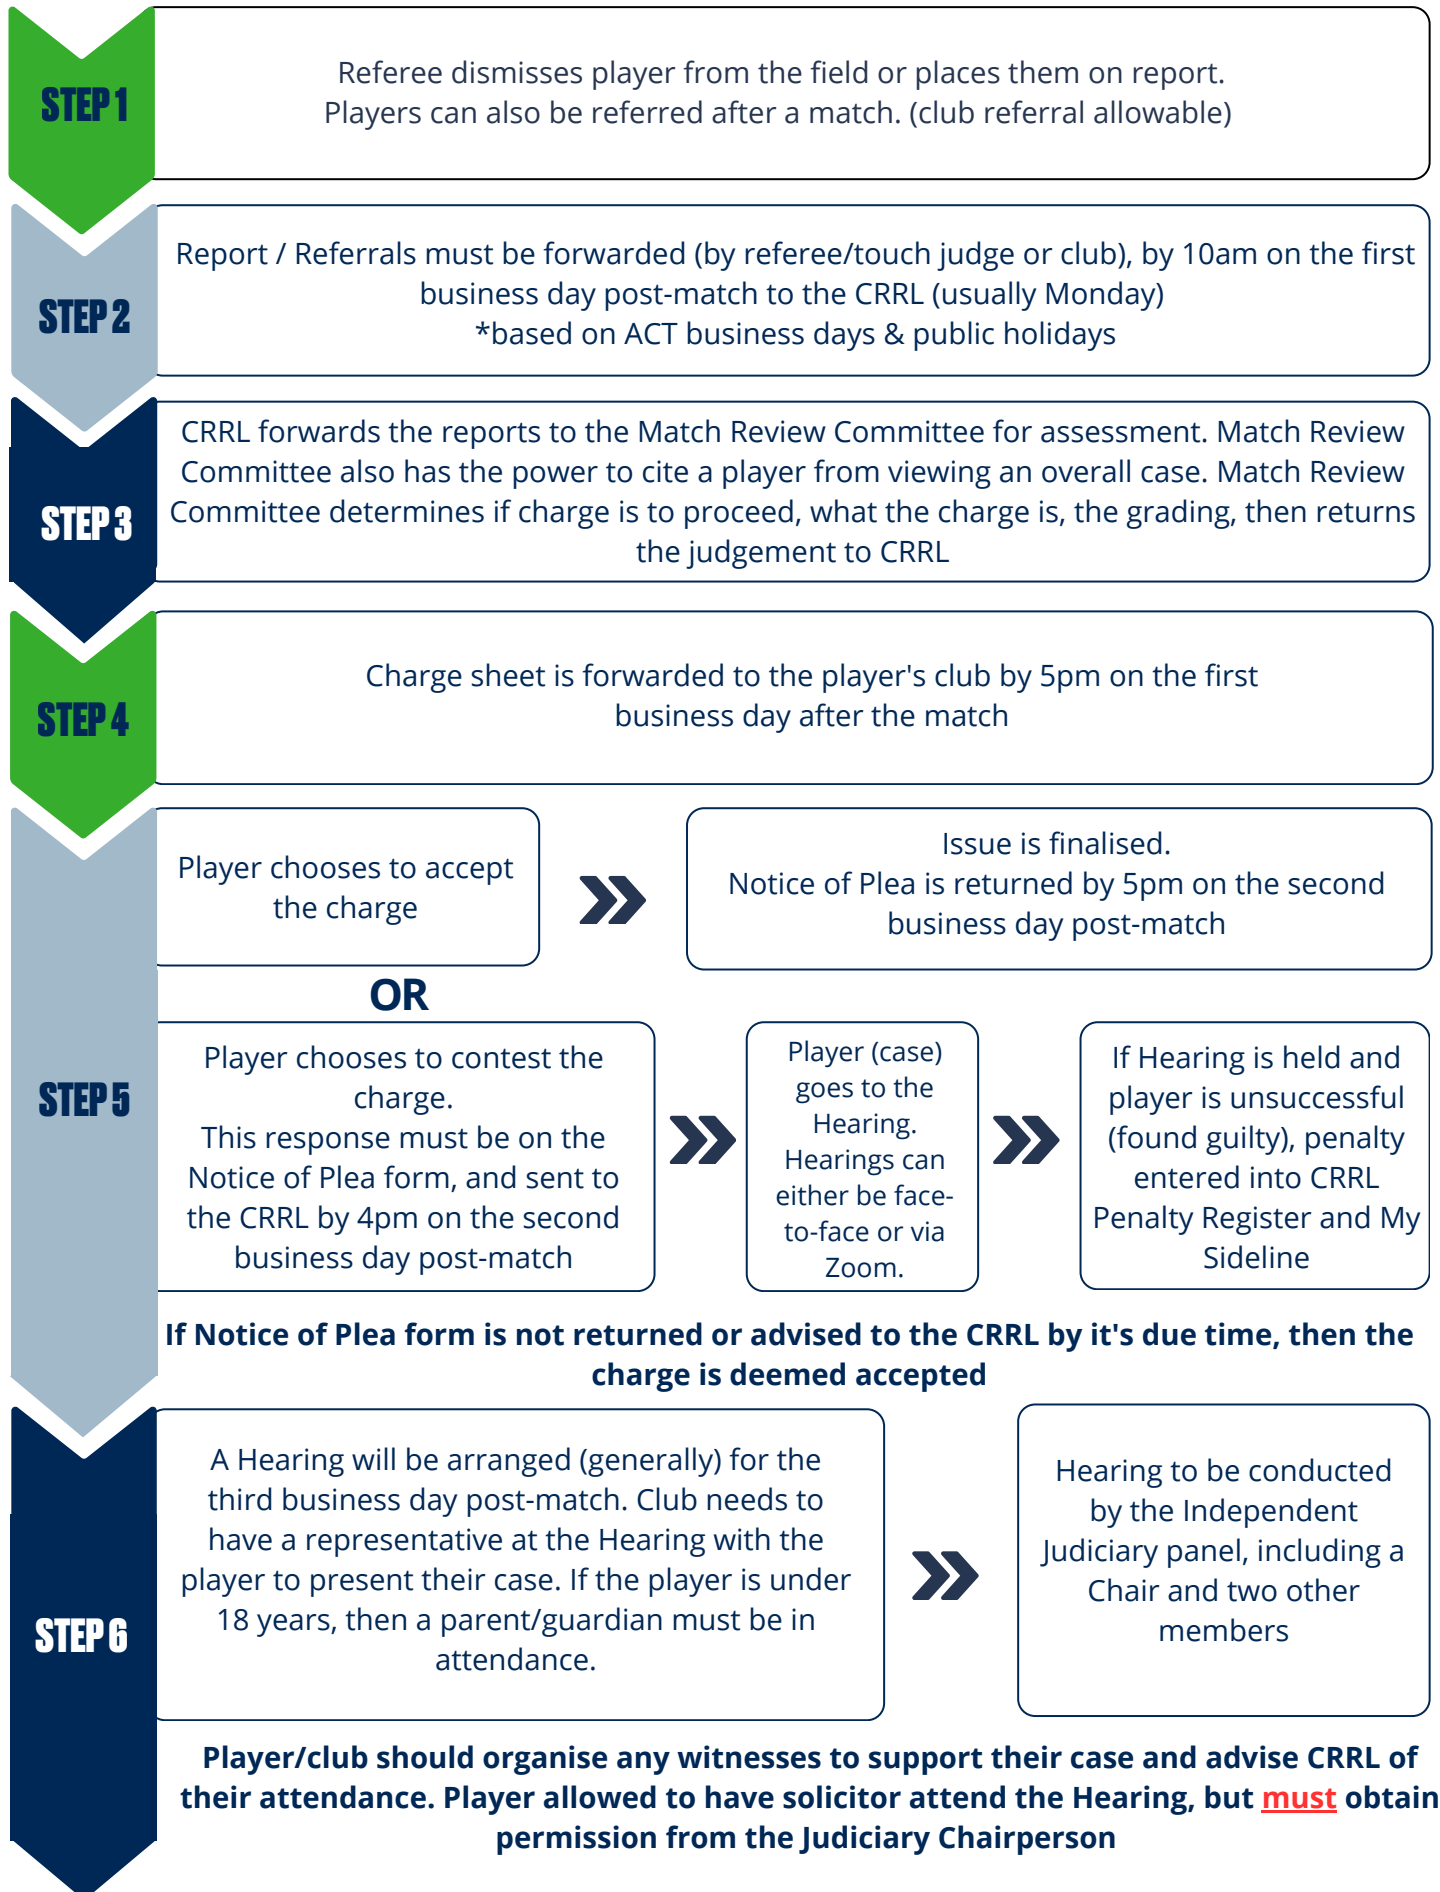 STEP 1
Referee dismisses player from the field or places them on report.
Players can also be referred after a match. (club referral allowable)
STEP 2
Report / Referrals must be forwarded (by referee/touch judge or club), by 10am on the first
business day post-match to the CRRL (usually Monday)
*based on ACT business days & public holidays
STEP 3
CRRL forwards the reports to the Match Review Committee for assessment. Match Review
Committee also has the power to cite a player from viewing an overall case. Match Review
Committee determines if charge is to proceed, what the charge is, the grading, then returns
the judgement to CRRL
STEP 4
Charge sheet is forwarded to the player's club by 5pm on the first
business day after the match
STEP 5
Player chooses to accept
the charge
Issue is finalised.
Notice of Plea is returned by 5pm on the second
business day post-match
OR
Player chooses to contest the
charge.
This response must be on the
Notice of Plea form, and sent to
the CRRL by 4pm on the second
business day post-match
Player (case)
goes to the
Hearing.
Hearings can
either be face-
to-face or via
Zoom.
If Hearing is held and
player is unsuccessful
(found guilty), penalty
entered into CRRL
Penalty Register and My
Sideline
If Notice of Plea form is not returned or advised to the CRRL by it's due time, then the
charge is deemed accepted
STEP 6
A Hearing will be arranged (generally) for the
third business day post-match. Club needs to
have a representative at the Hearing with the
player to present their case. If the player is under
18 years, then a parent/guardian must be in
attendance.
Hearing to be conducted
by the Independent
Judiciary panel, including a
Chair and two other
members
Player/club should organise any witnesses to support their case and advise CRRL of
their attendance. Player allowed to have solicitor attend the Hearing, but must obtain
permission from the Judiciary Chairperson